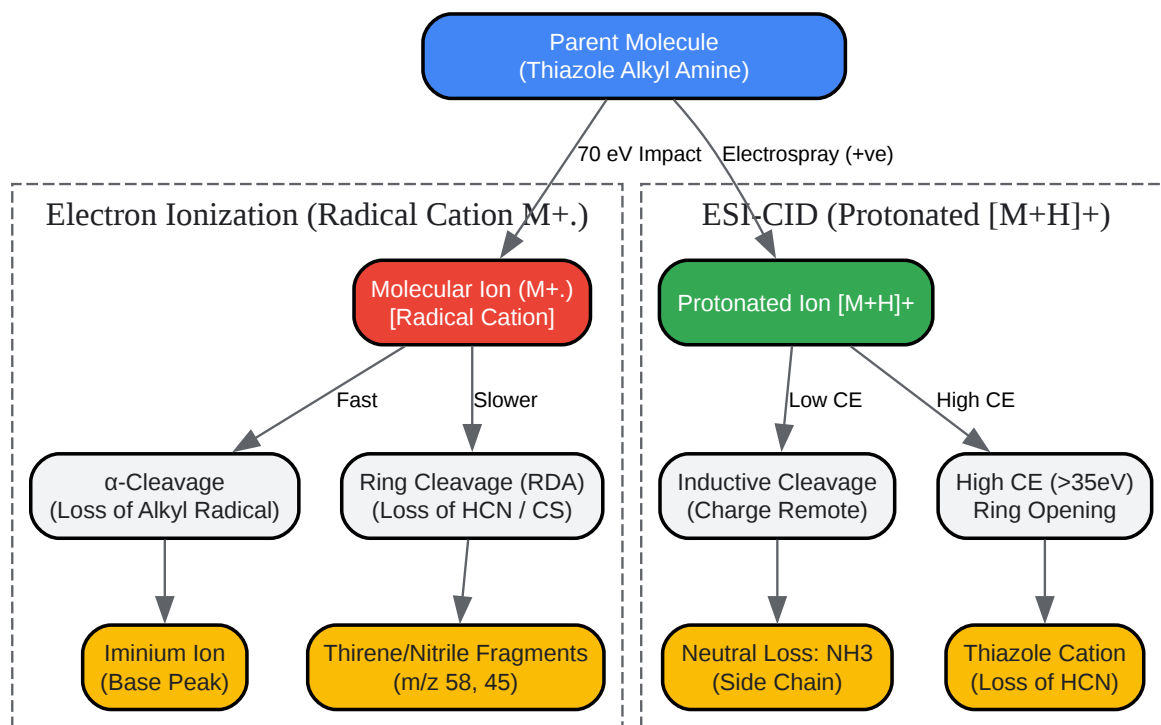 Parent Molecule
(Thiazole Alkyl Amine)
70 eV Impact
Electrospray (+ve)
Electron Ionization (Radical Cation M+.)
ESI-CID (Protonated [M+H]+)
Molecular Ion (M+.)
[Radical Cation]
Protonated Ion [M+H]+
Fast
Slower
Low CE
High CE
α-Cleavage
(Loss of Alkyl Radical)
Ring Cleavage (RDA)
(Loss of HCN / CS)
Inductive Cleavage
(Charge Remote)
High CE (>35eV)
Ring Opening
Iminium Ion
(Base Peak)
Thirene/Nitrile Fragments
(m/z 58, 45)
Neutral Loss: NH3
(Side Chain)
Thiazole Cation
(Loss of HCN)